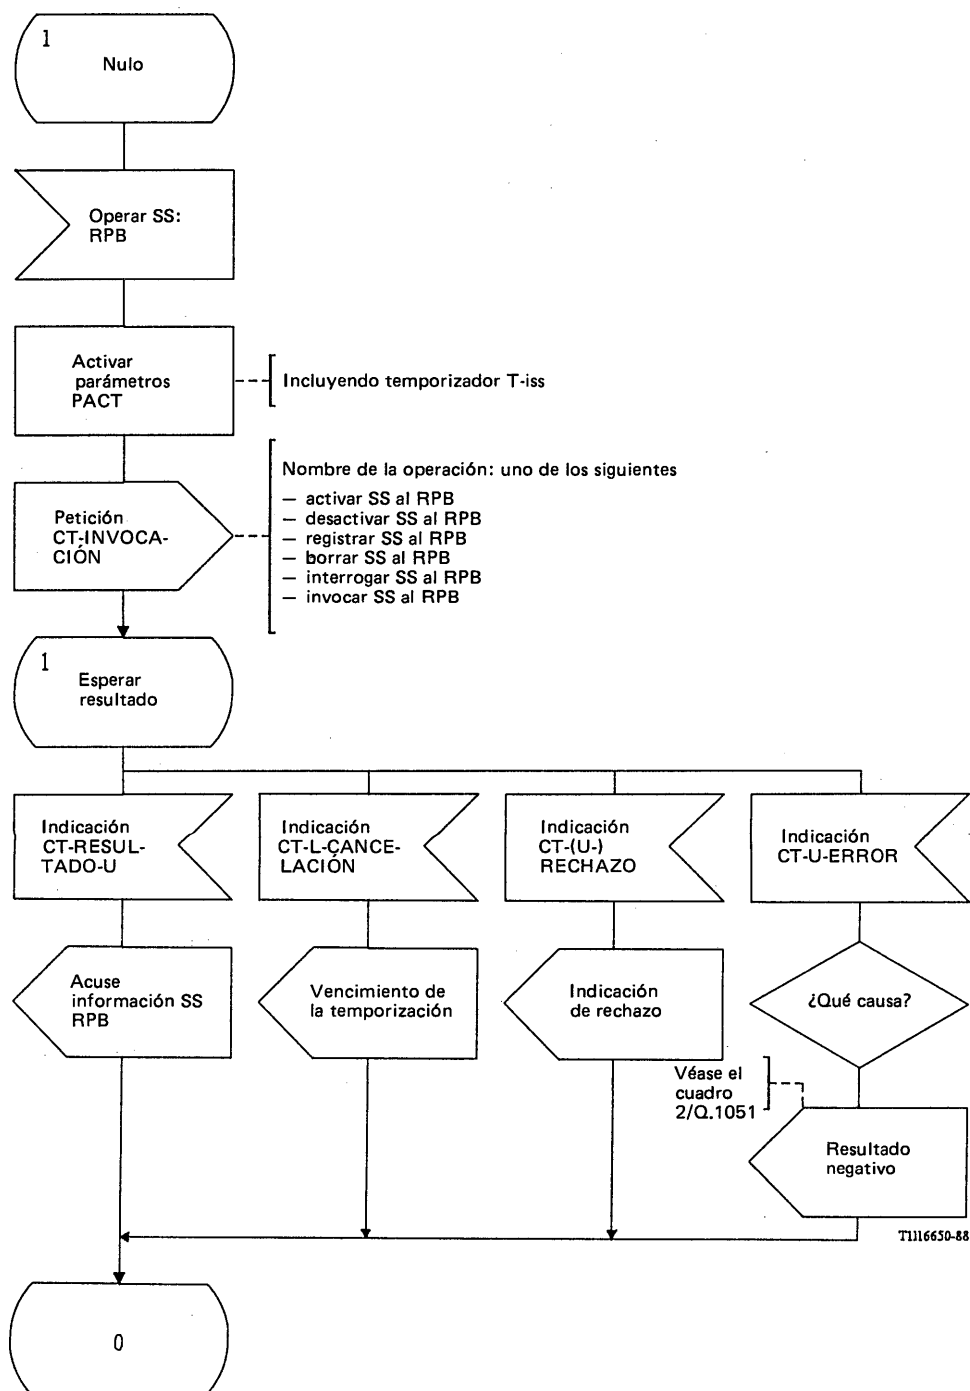 1
Nulo
Operar SS:
RPB
Activar
parámetros
PACT
Incluyendo temporizador T-iss
Petición
CT-INVOCA-
CIÓN
Nombre de la operación: uno de los siguientes
— activar SS al RPB
— desactivar SS al RPB
— registrar SS al RPB
— borrar SS al RPB
— interrogar SS al RPB
— invocar SS al RPB
1
Esperar
resultado
Indicación
CT-RESUL-
TADO-U
Indicación
CT-L-CANCE-
LACIÓN
Indicación
CT-(U-)
RECHAZO
Indicación
CT-U-ERROR
Acuse
información SS
RPB
Vencimiento de
la temporización
Indicación
de rechazo
¿Qué causa?
Véase el
cuadro
2/Q.1051
Resultado
negativo
T1116650-88
0